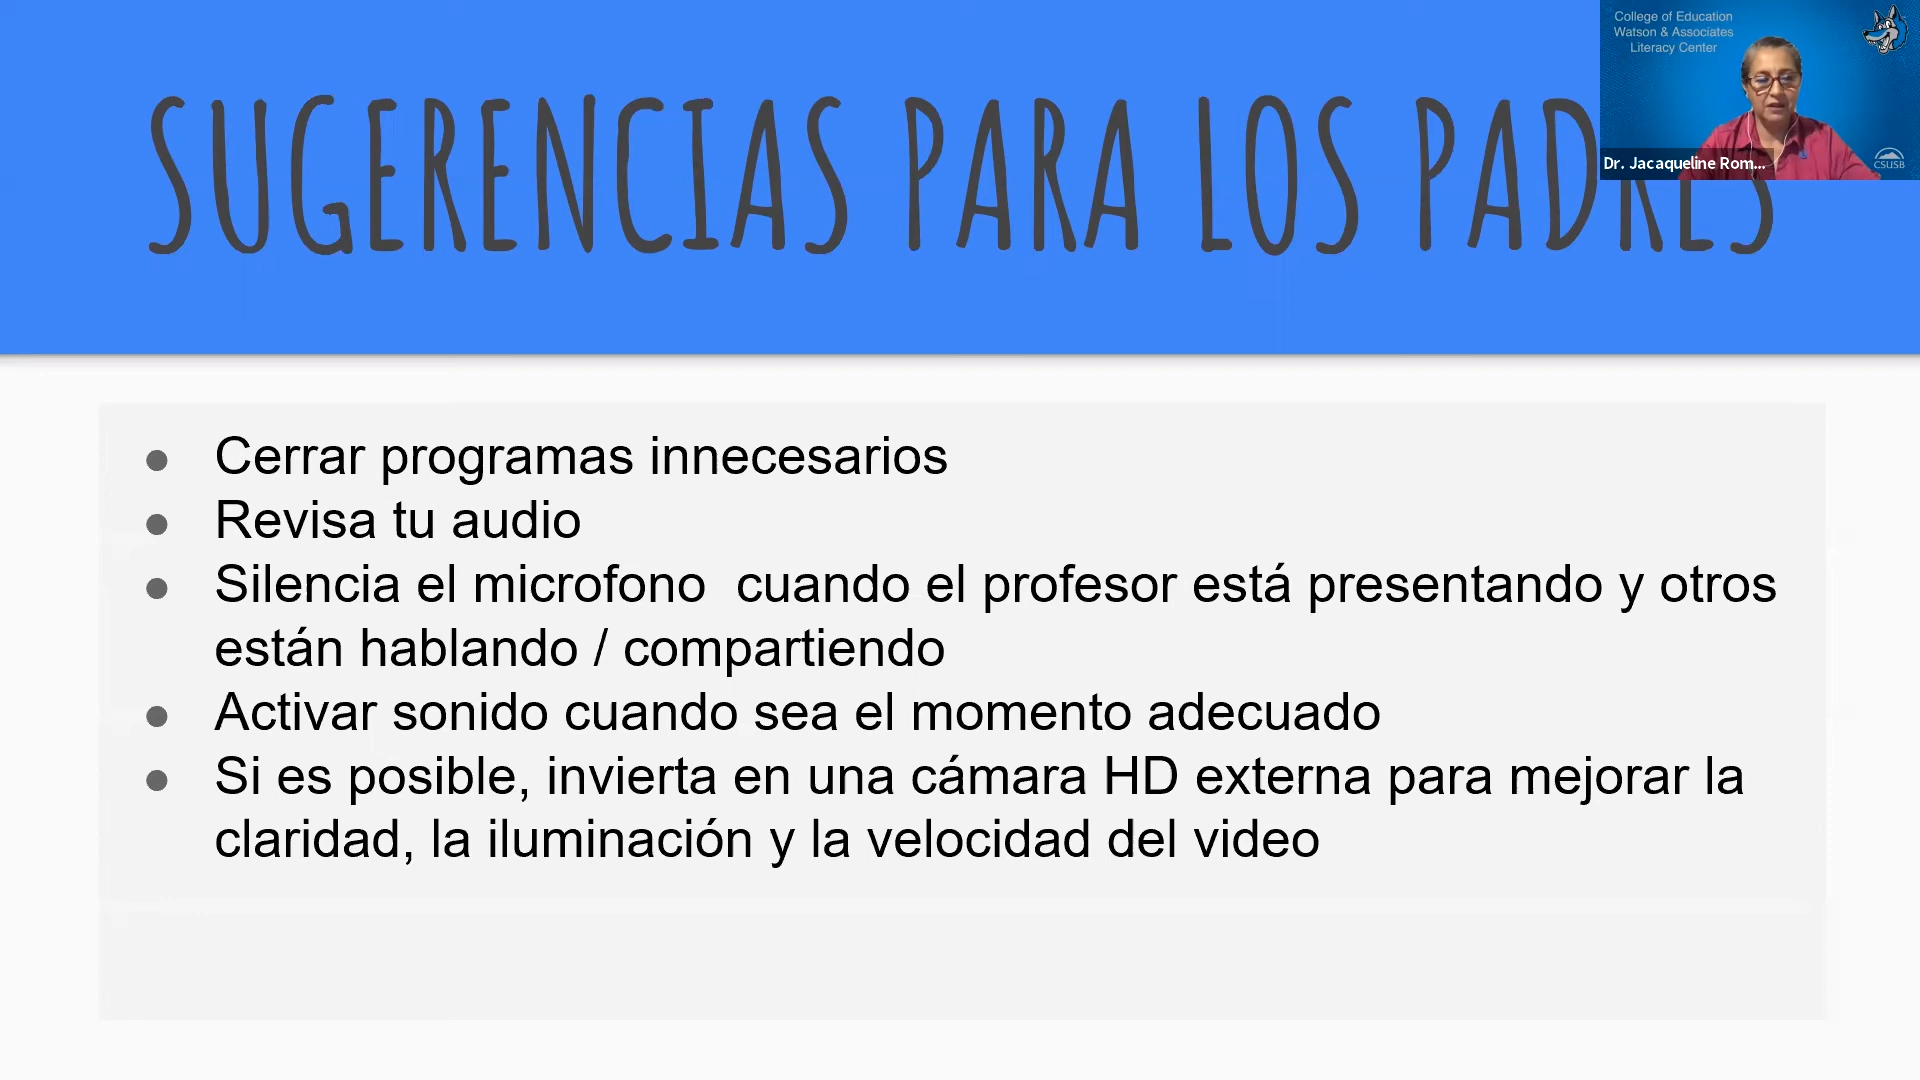 College of Education
Watson & Associates
Literacy Center
SUGERENCIAS PARA LOS PADRES
Dr. Jacaqueline Rom...
CSUSB
● Cerrar programas innecesarios
● Revisa tu audio
● Silencia el microfono cuando el profesor está presentando y otros
están hablando / compartiendo
● Activar sonido cuando sea el momento adecuado
● Si es posible, invierta en una cámara HD externa para mejorar la
claridad, la iluminación y la velocidad del video